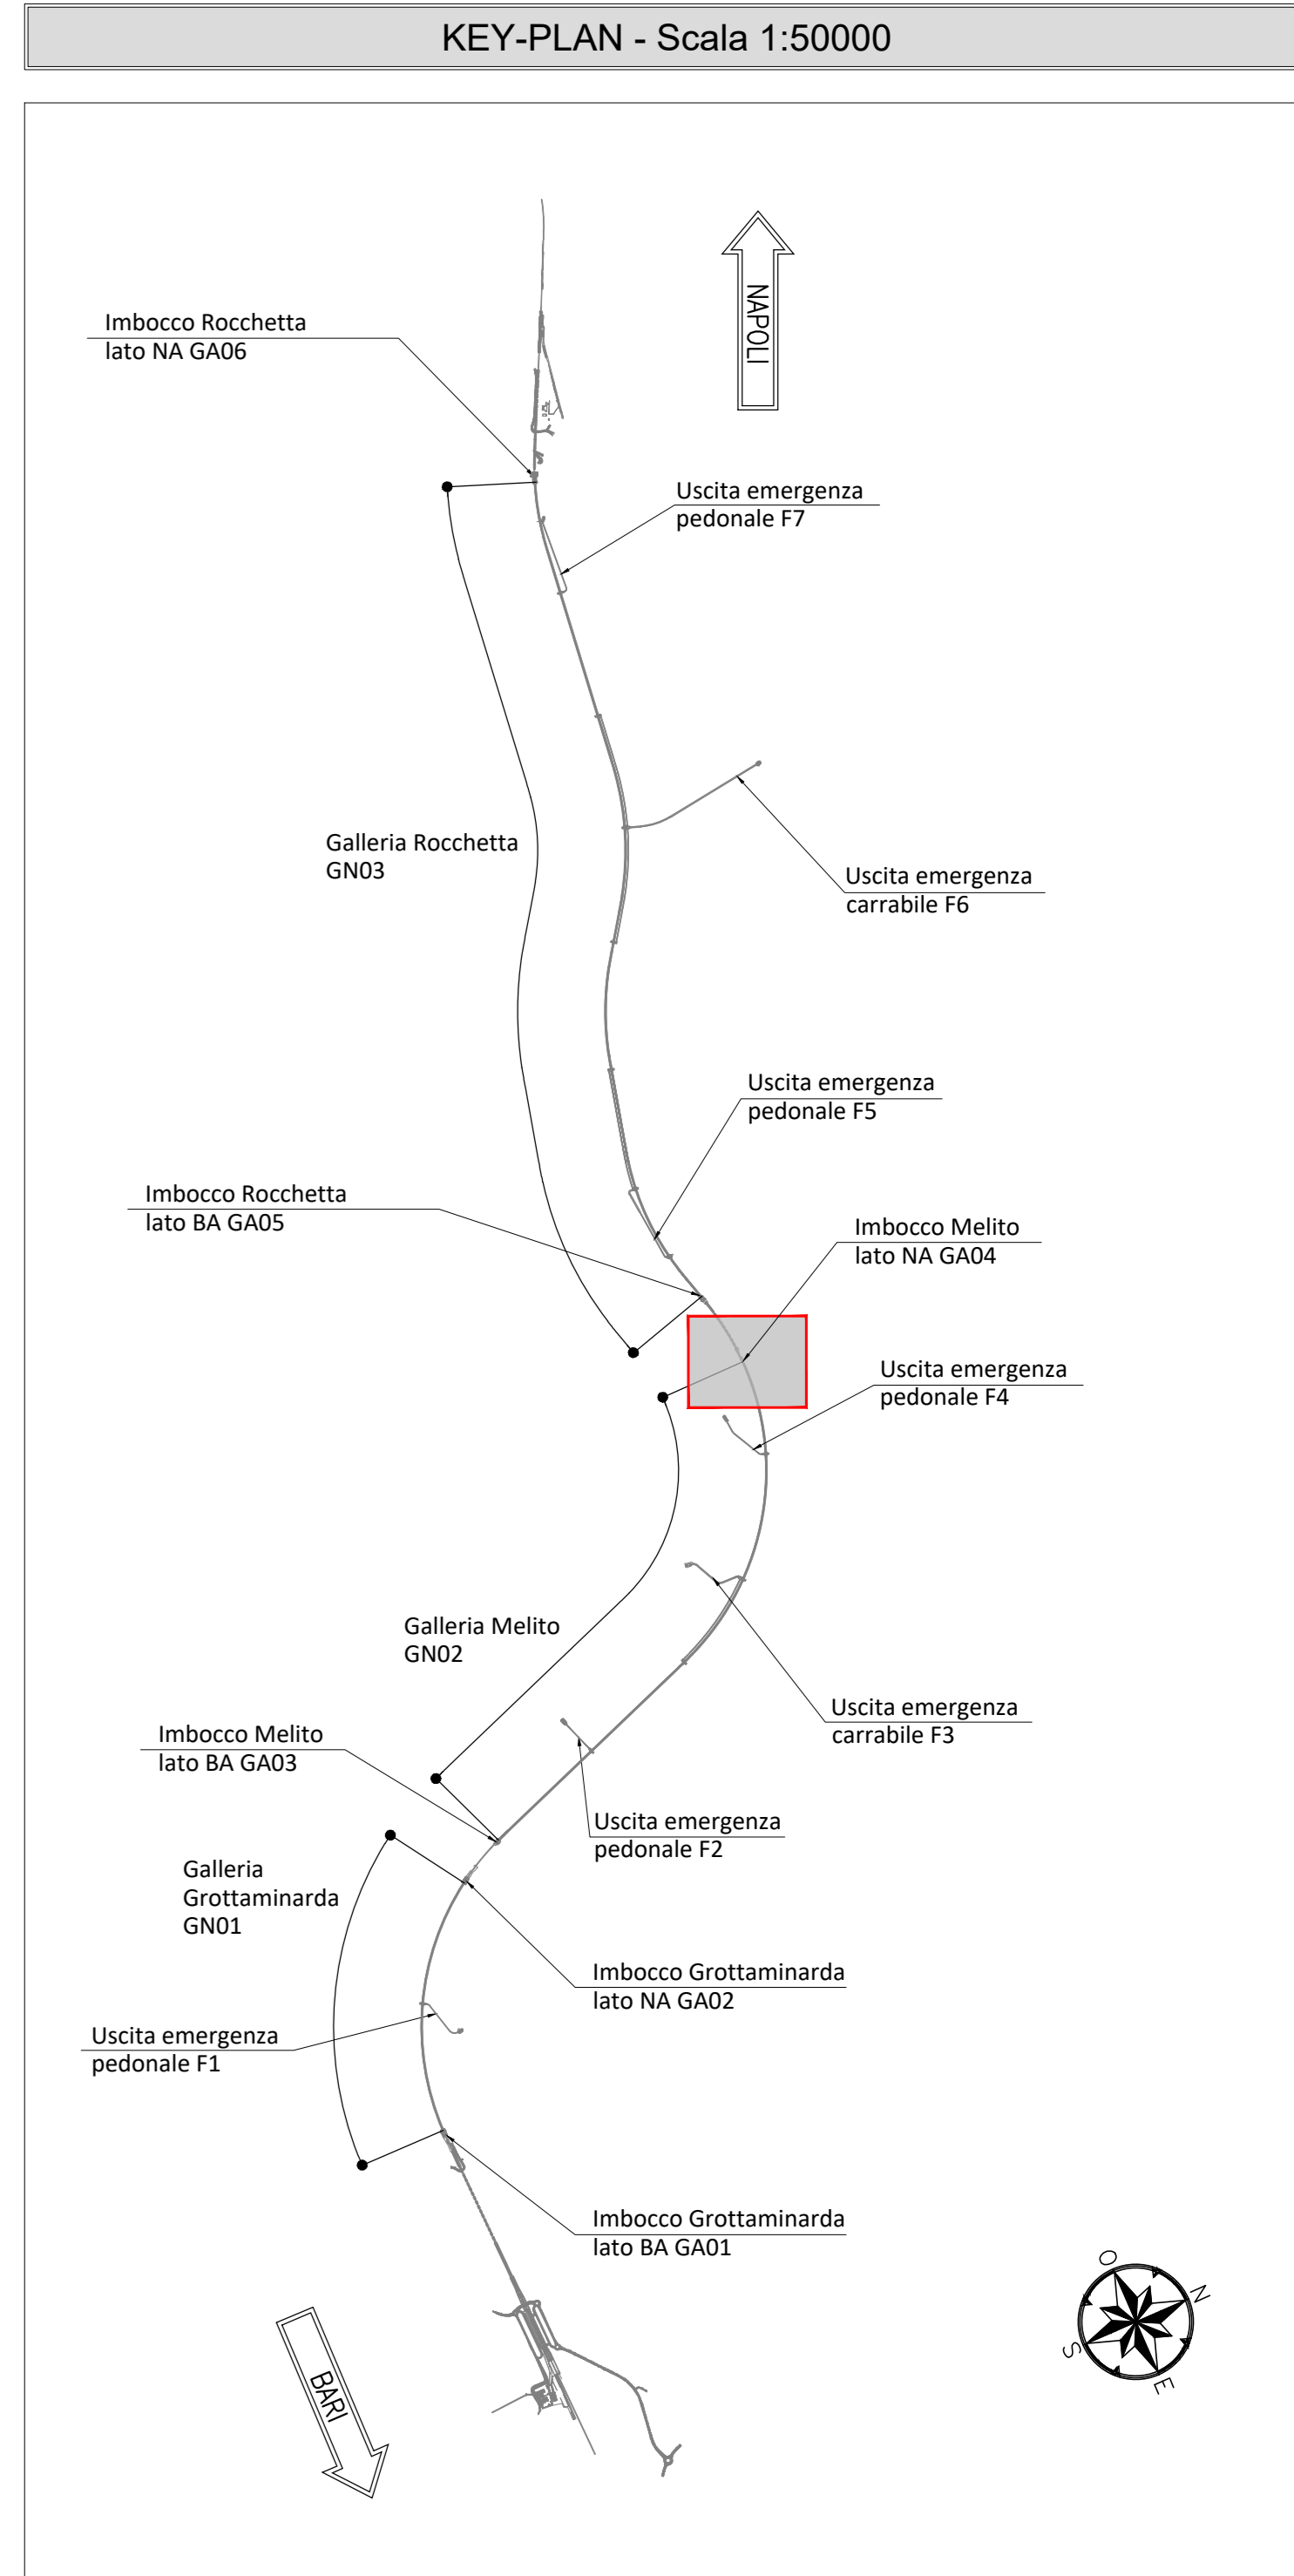 KEY-PLAN - Scala 1:50000
NAPOLI
Imbocco Rocchetta
lato NA GA06
Uscita emergenza
pedonale F7
Galleria Rocchetta
GN03
Uscita emergenza
carrabile F6
Uscita emergenza
pedonale F5
Imbocco Rocchetta
lato BA GA05
Imbocco Melito
lato NA GA04
Uscita emergenza
pedonale F4
Galleria Melito
GN02
Uscita emergenza
carrabile F3
Imbocco Melito
lato BA GA03
Uscita emergenza
pedonale F2
Galleria
Grottaminarda
GN01
Imbocco Grottaminarda
lato NA GA02
Uscita emergenza
pedonale F1
Imbocco Grottaminarda
lato BA GA01
O
N
S
E
BARI